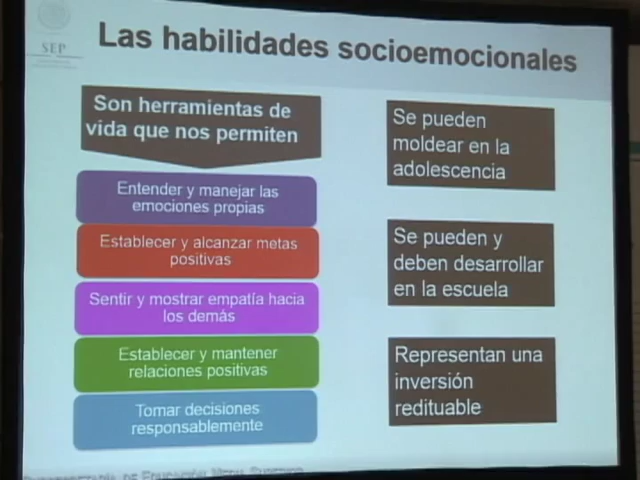 SEP
Las habilidades socioemocionales
Son herramientas de
vida que nos permiten
Entender y manejar las
emociones propias
Establecer y alcanzar metas
positivas
Sentir y mostrar empatía hacia
los demás
Establecer y mantener
relaciones positivas
Tomar decisiones
responsablemente
Se pueden
moldear en la
adolescencia
Se pueden y
deben desarrollar
en la escuela
Representan una
inversión
redituable